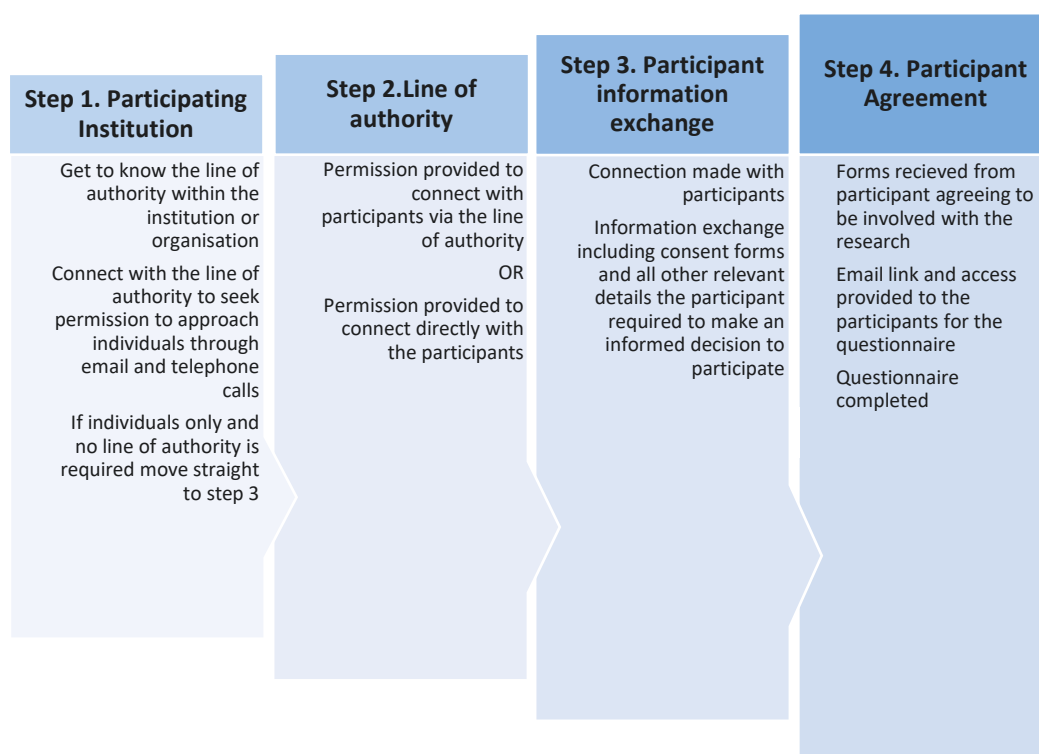 Step 1. Participating
Institution
Get to know the line of
authority within the
institution or
organisation
Connect with the line of
authority to seek
permission to approach
individuals through
email and telephone
calls
If individuals only and
no line of authority is
required move straight
to step 3
Step 2.Line of
authority
Permission provided to
connect with
participants via the line
of authority
OR
Permission provided to
connect directly with
the participants
Step 3. Participant
information
exchange
Connection made with
participants
Information exchange
including consent forms
and all other relevant
details the participant
required to make an
informed decision to
participate
Step 4. Participant
Agreement
Forms recieved from
participant agreeing to
be involved with the
research
Email link and access
provided to the
participants for the
questionnaire
Questionnaire
completed